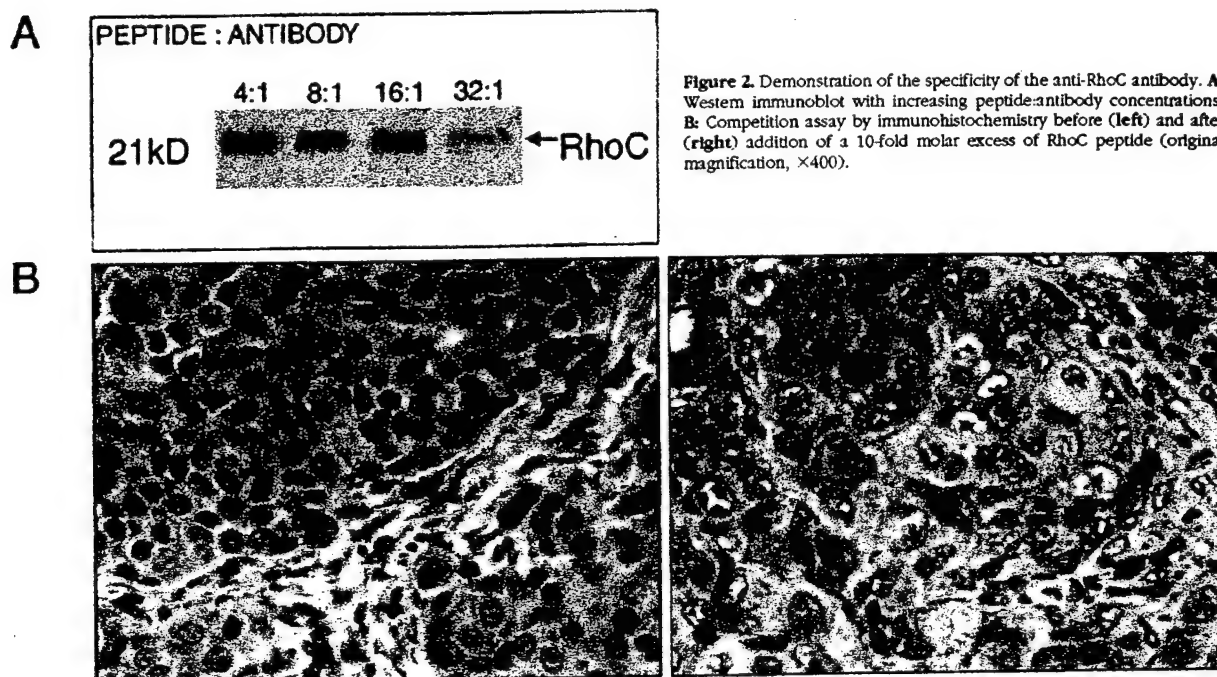 A
PEPTIDE : ANTIBODY
4:1 8:1 16:1 32:1
21kD
RhoC
Figure 2. Demonstration of the specificity of the anti-RhoC antibody. A
Western immunoblot with increasing peptide:antibody concentrations
B: Competition assay by immunohistochemistry before (left) and afte
(right) addition of a 10-fold molar excess of RhoC peptide (origina
magnification, ×400).
B